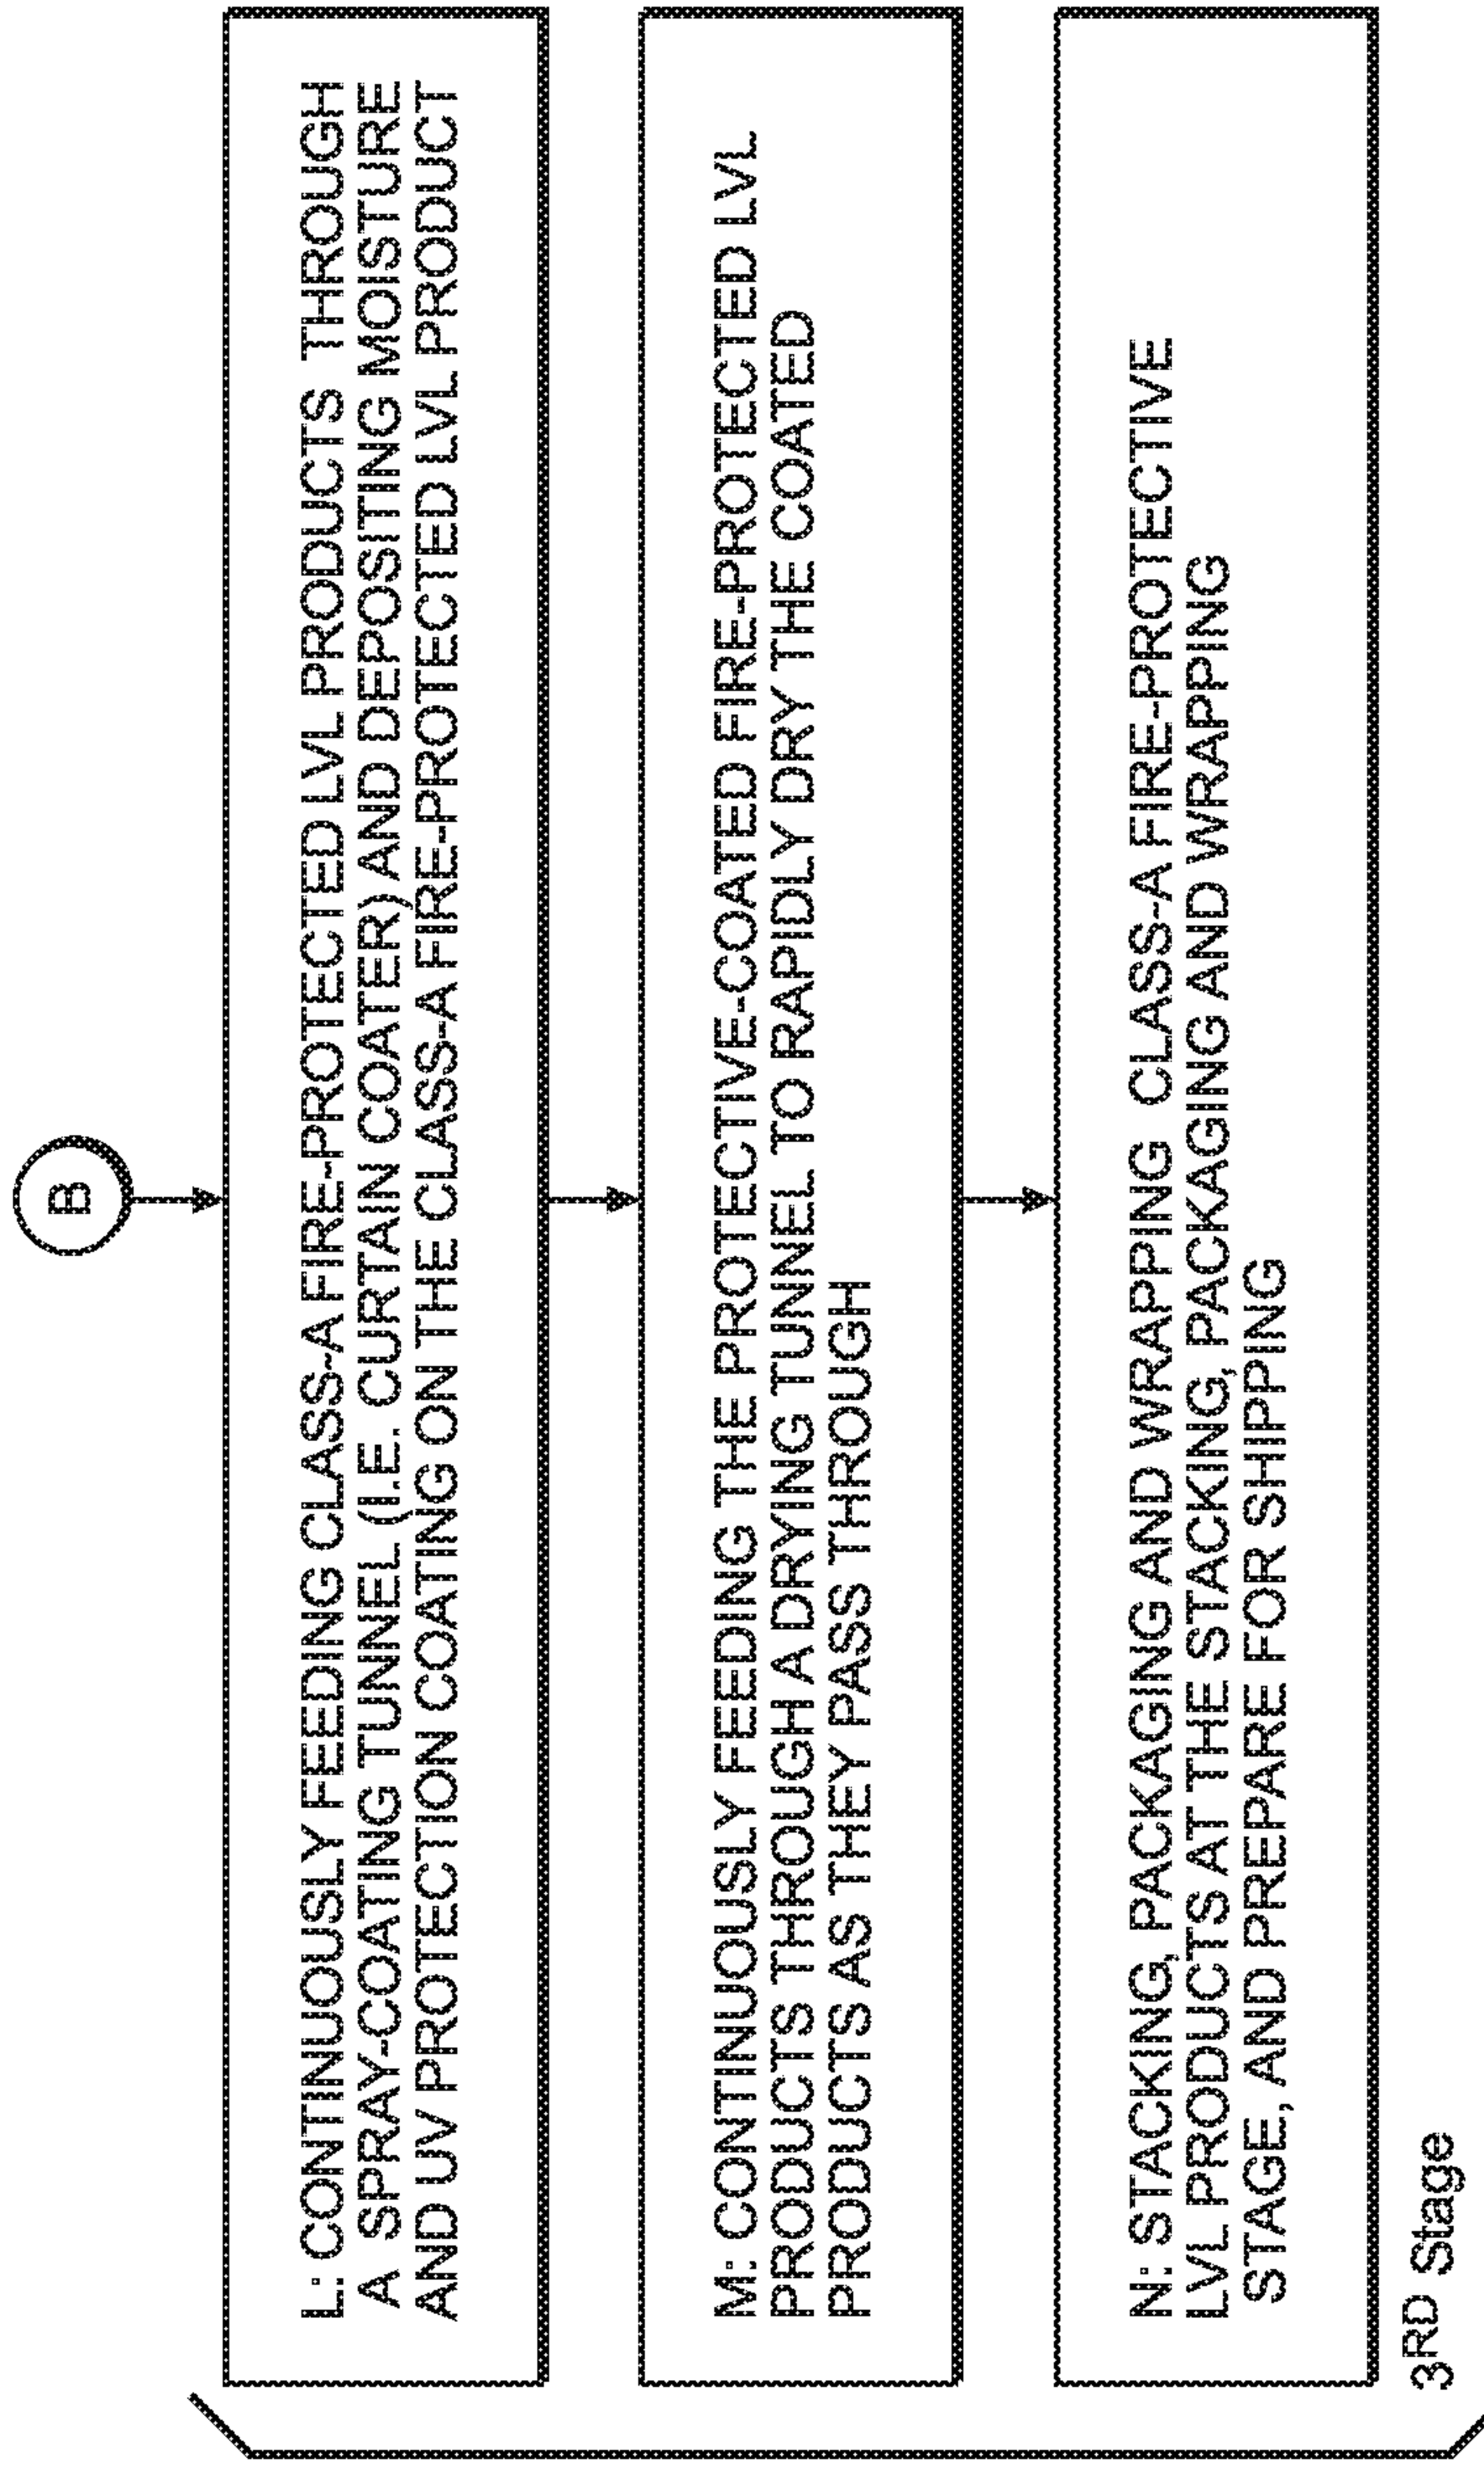 B
L: CONTINUOUSLY FEEDING CLASS-A FIRE-PROTECTED LVL PRODUCTS THROUGH
A SPRAY-COATING TUNNEL (I.E. CURTAIN COATER) AND DEPOSITING MOISTURE
AND UV PROTECTION COATING ON THE CLASS-A FIRE-PROTECTED LVL PRODUCT
M: CONTINUOUSLY FEEDING THE PROTECTIVE-COATED FIRE-PROTECTED LVL
PRODUCTS THROUGH A DRYING TUNNEL TO RAPIDLY DRY THE COATED
PRODUCTS AS THEY PASS THROUGH
N: STACKING, PACKAGING AND WRAPPING CLASS-A FIRE-PROTECTIVE
LVL PRODUCTS AT THE STACKING, PACKAGING AND WRAPPING
STAGE, AND PREPARE FOR SHIPPING
3RD Stage